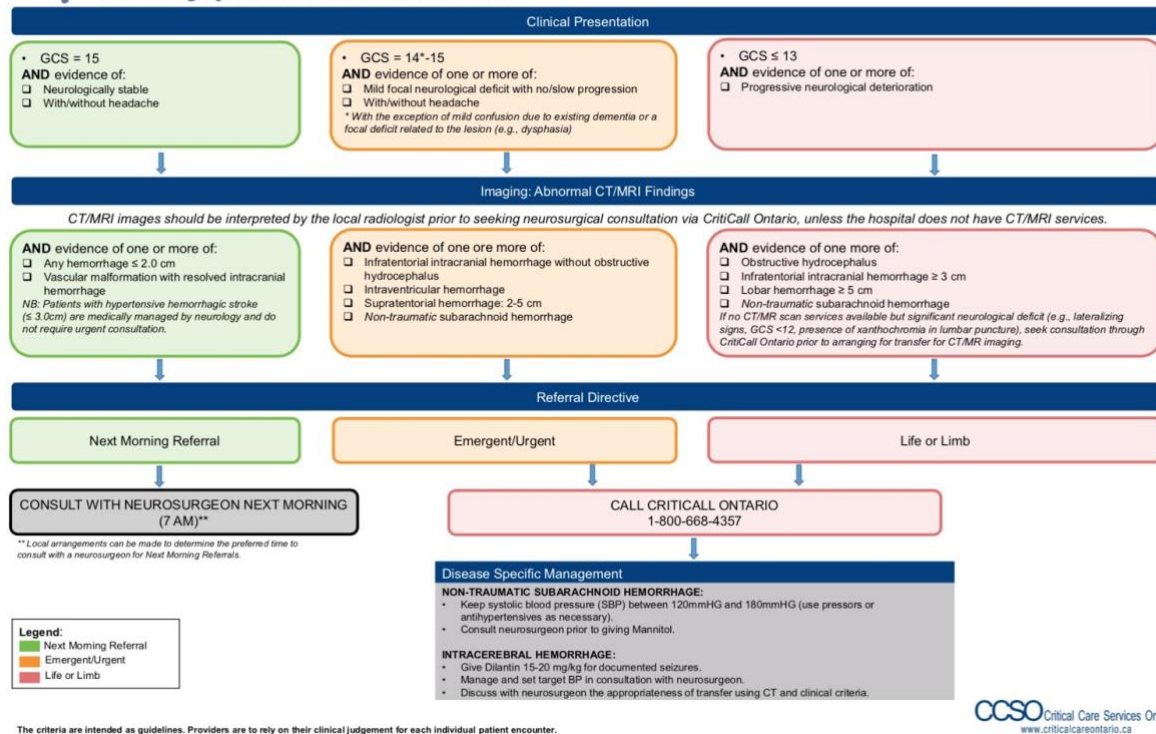 Clinical Presentation
• GCS = 15
AND evidence of:
❑ Neurologically stable
❑ With/without headache
• GCS = 14*-15
AND evidence of one or more of:
❑ Mild focal neurological deficit with no/slow progression
❑ With/without headache
* With the exception of mild confusion due to existing dementia or a
focal deficit related to the lesion (e.g., dysphasia)
• GCS ≤ 13
AND evidence of:
❑ Progressive neurological deterioration
Imaging: Abnormal CT/MRI Findings
CT/MRI images should be interpreted by the local radiologist prior to seeking neurosurgical consultation via CritiCall Ontario, unless the hospital does not have CT/MRI services.
AND evidence of one or more of:
❑ Any hemorrhage ≤ 2.0 cm
❑ Vascular malformation with resolved intracranial
hemorrhage
NB: Patients with hypertensive hemorrhagic stroke
(≤ 3.0cm) are medically managed by neurology and do
not require urgent consultation.
AND evidence of one ore more of:
❑ Infratentorial intracranial hemorrhage without obstructive
hydrocephalus
❑ Intraventricular hemorrhage
❑ Supratentorial hemorrhage: 2-5 cm
❑ Non-traumatic subarachnoid hemorrhage
AND evidence of one or more of:
❑ Obstructive hydrocephalus
❑ Infratentorial intracranial hemorrhage ≥ 3 cm
❑ Lobar hemorrhage ≥ 5 cm
❑ Non-traumatic subarachnoid hemorrhage
If no CT/MR scan services available but significant neurological deficit (e.g., lateralizing
signs, GCS <12, presence of xanthochromia in lumbar puncture), seek consultation through
CritiCall Ontario prior to arranging for transfer for CT/MR imaging.
Referral Directive
Next Morning Referral
Emergent/Urgent
Life or Limb
CONSULT WITH NEUROSURGEON NEXT MORNING
(7 AM)**
** Local arrangements can be made to determine the preferred time to
consult with a neurosurgeon for Next Morning Referrals.
CALL CRITICALL ONTARIO
1-800-668-4357
Disease Specific Management
NON-TRAUMATIC SUBARACHNOID HEMORRHAGE:
• Keep systolic blood pressure (SBP) between 120mmHG and 180mmHG (use pressors or
antihypertensives as necessary).
• Consult neurosurgeon prior to giving Mannitol.
INTRACEREBRAL HEMORRHAGE:
• Give Dilantin 15-20 mg/kg for documented seizures.
• Manage and set target BP in consultation with neurosurgeon.
• Discuss with neurosurgeon the appropriateness of transfer using CT and clinical criteria.
Legend:
Next Morning Referral
Emergent/Urgent
Life or Limb
The criteria are intended as guidelines. Providers are to rely on their clinical judgement for each individual patient encounter.
CCSO Critical Care Services On
www.criticalcareontario.ca